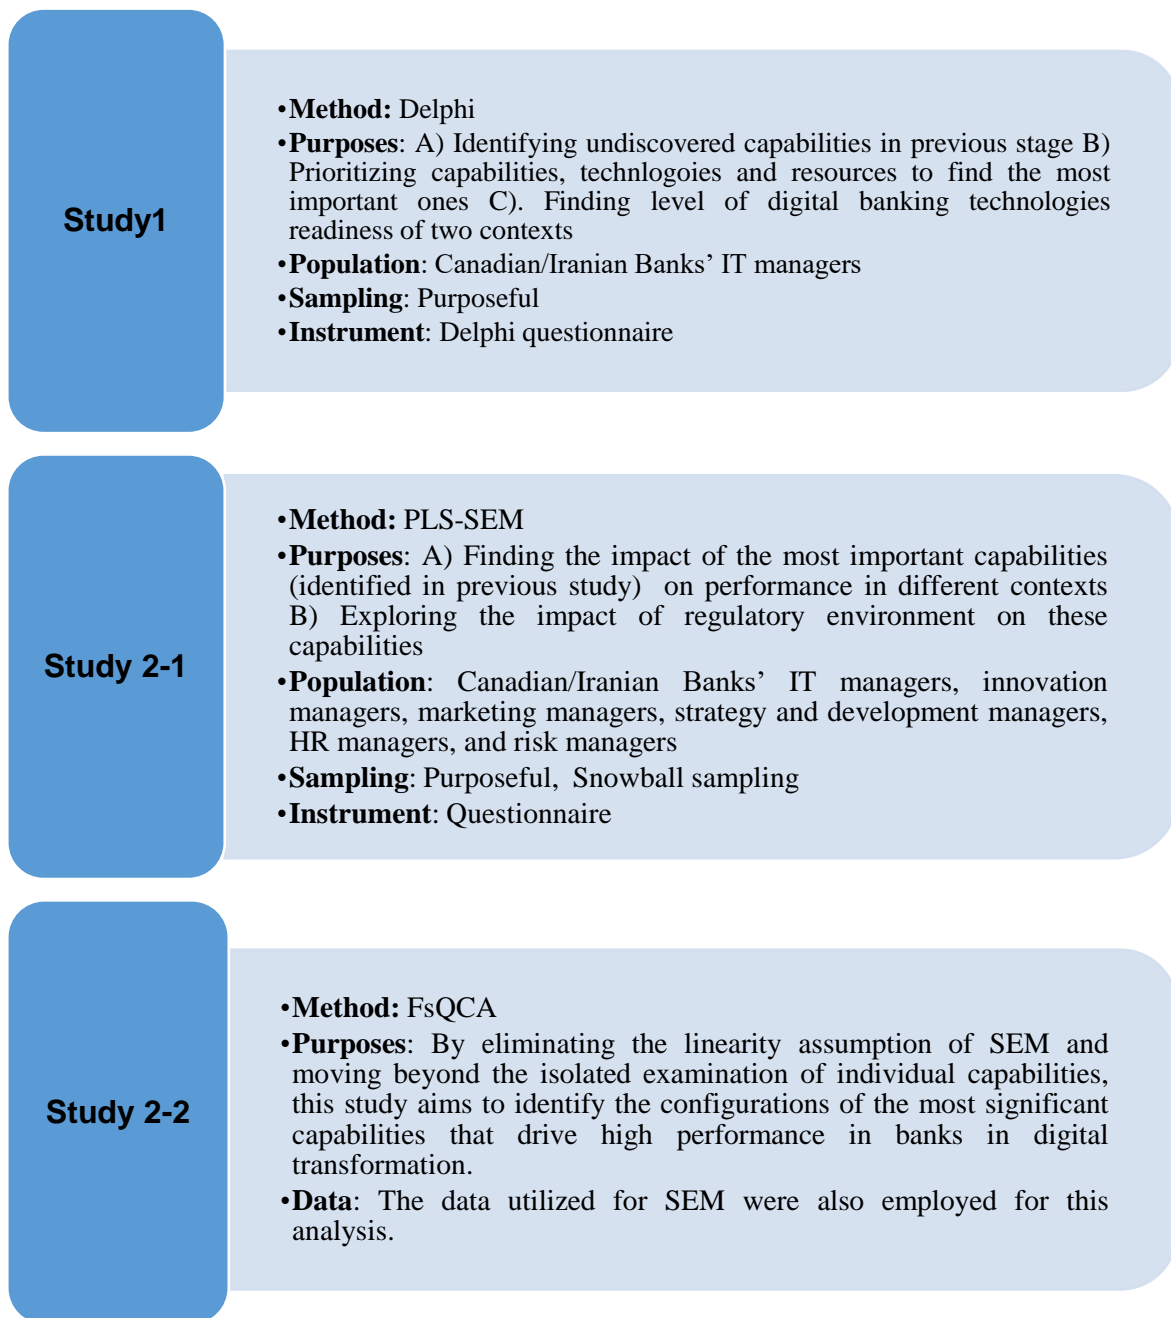 Study1
•Method: Delphi
•Purposes: A) Identifying undiscovered capabilities in previous stage B)
Prioritizing capabilities, technlogoies and resources to find the most
important ones C). Finding level of digital banking technologies
readiness of two contexts
•Population: Canadian/Iranian Banks’ IT managers
•Sampling: Purposeful
•Instrument: Delphi questionnaire
Study 2-1
•Method: PLS-SEM
•Purposes: A) Finding the impact of the most important capabilities
(identified in previous study) on performance in different contexts
B) Exploring the impact of regulatory environment on these
capabilities
•Population: Canadian/Iranian Banks’ IT managers, innovation
managers, marketing managers, strategy and development managers,
HR managers, and risk managers
•Sampling: Purposeful, Snowball sampling
•Instrument: Questionnaire
Study 2-2
•Method: FsQCA
•Purposes: By eliminating the linearity assumption of SEM and
moving beyond the isolated examination of individual capabilities,
this study aims to identify the configurations of the most significant
capabilities that drive high performance in banks in digital
transformation.
•Data: The data utilized for SEM were also employed for this
analysis.